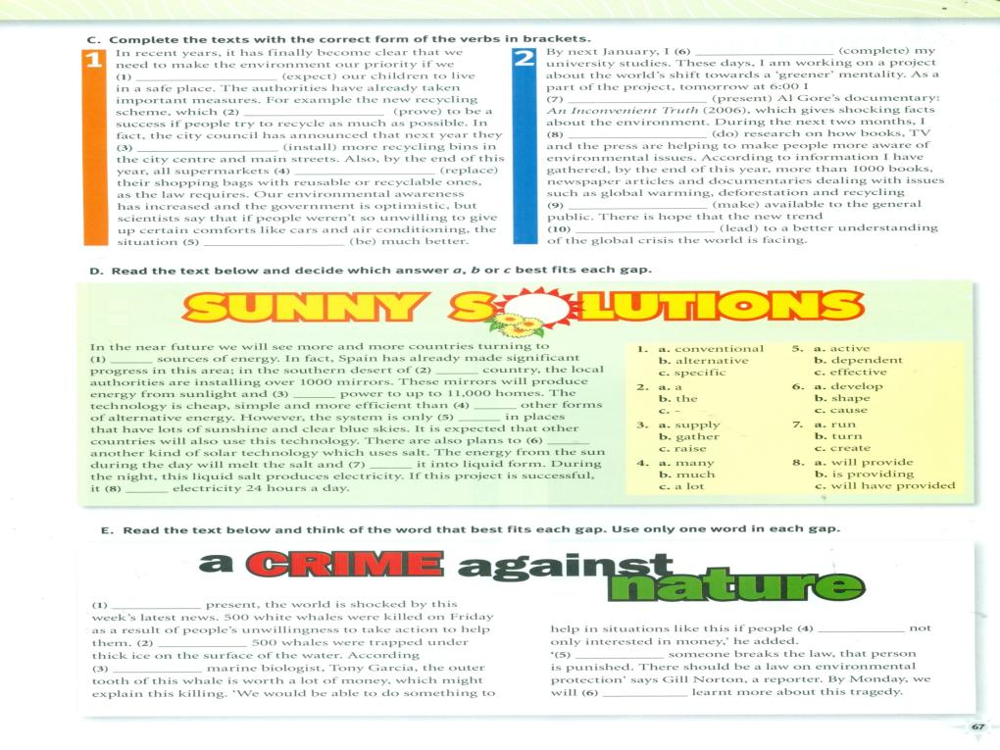 C. Complete the texts with the correct form of the verbs in brackets.
1
In recent years, it has finally become clear that we
need to make the environment our priority if we
(1) ____________ (expect) our children to live
in a safe place. The authorities have already taken
important measures. For example the new recycling
scheme, which (2) ____________ (prove) to be a
success if people try to recycle as much as possible. In
fact, the city council has announced that next year they
(3) ____________ (install) more recycling bins in
the city centre and main streets. Also, by the end of this
year, all supermarkets (4) ____________ (replace)
their shopping bags with reusable or recyclable ones,
as the law requires. Our environmental awareness
has increased and the government is optimistic, but
scientists say that if people weren't so unwilling to give
up certain comforts like cars and air conditioning, the
situation (5) ____________ (be) much better.
2
By next January, I (6) ____________ (complete) my
university studies. These days, I am working on a project
about the world's shift towards a 'greener' mentality. As a
part of the project, tomorrow at 6:00 I
(7) ____________ (present) Al Gore's documentary:
An Inconvenient Truth (2006), which gives shocking facts
about the environment. During the next two months, I
(8) ____________ (do) research on how books, TV
and the press are helping to make people more aware of
environmental issues. According to information I have
gathered, by the end of this year, more than 1000 books,
newspaper articles and documentaries dealing with issues
such as global warming, deforestation and recycling
(9) ____________ (make) available to the general
public. There is hope that the new trend
(10) ____________ (lead) to a better understanding
of the global crisis the world is facing.
D. Read the text below and decide which answer a, b or c best fits each gap.
SUNNY SOLUTIONS
In the near future we will see more and more countries turning to
(1) ______ sources of energy. In fact, Spain has already made significant
progress in this area; in the southern desert of (2) ______ country, the local
authorities are installing over 1000 mirrors. These mirrors will produce
energy from sunlight and (3) ______ power to up to 11,000 homes. The
technology is cheap, simple and more efficient than (4) ______ other forms
of alternative energy. However, the system is only (5) ______ in places
that have lots of sunshine and clear blue skies. It is expected that other
countries will also use this technology. There are also plans to (6) ______
another kind of solar technology which uses salt. The energy from the sun
during the day will melt the salt and (7) ______ it into liquid form. During
the night, this liquid salt produces electricity. If this project is successful,
it (8) ______ electricity 24 hours a day.
1. a. conventional
b. alternative
c. specific
2. a. a
b. the
c. -
3. a. supply
b. gather
c. raise
4. a. many
b. much
c. a lot
5. a. active
b. dependent
c. effective
6. a. develop
b. shape
c. cause
7. a. run
b. turn
c. create
8. a. will provide
b. is providing
c. will have provided
E. Read the text below and think of the word that best fits each gap. Use only one word in each gap.
a CRIME against
nature
(1) ____________ present, the world is shocked by this
week's latest news. 500 white whales were killed on Friday
as a result of people's unwillingness to take action to help
them. (2) ____________ 500 whales were trapped under
thick ice on the surface of the water. According
(3) ____________ marine biologist, Tony Garcia, the outer
tooth of this whale is worth a lot of money, which might
explain this killing. 'We would be able to do something to
help in situations like this if people (4) ____________ not
only interested in money,' he added.
'(5) ____________ someone breaks the law, that person
is punished. There should be a law on environmental
protection' says Gill Norton, a reporter. By Monday, we
will (6) ____________ learnt more about this tragedy.
67